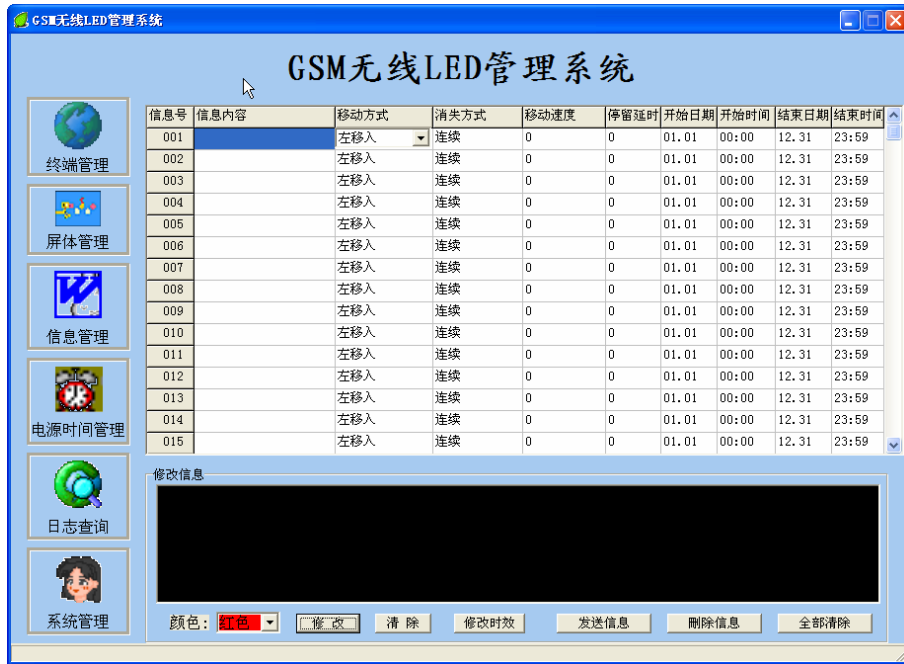 GSM无线LED管理系统
GSM无线LED管理系统
终端管理
屏体管理
信息管理
电源时间管理
日志查询
系统管理
信息号 信息内容 移动方式 消失方式 移动速度 停留延时 开始日期 开始时间 结束日期 结束时间
001 左移入 连续 0 0 01.01 00:00 12.31 23:59
002 左移入 连续 0 0 01.01 00:00 12.31 23:59
003 左移入 连续 0 0 01.01 00:00 12.31 23:59
004 左移入 连续 0 0 01.01 00:00 12.31 23:59
005 左移入 连续 0 0 01.01 00:00 12.31 23:59
006 左移入 连续 0 0 01.01 00:00 12.31 23:59
007 左移入 连续 0 0 01.01 00:00 12.31 23:59
008 左移入 连续 0 0 01.01 00:00 12.31 23:59
009 左移入 连续 0 0 01.01 00:00 12.31 23:59
010 左移入 连续 0 0 01.01 00:00 12.31 23:59
011 左移入 连续 0 0 01.01 00:00 12.31 23:59
012 左移入 连续 0 0 01.01 00:00 12.31 23:59
013 左移入 连续 0 0 01.01 00:00 12.31 23:59
014 左移入 连续 0 0 01.01 00:00 12.31 23:59
015 左移入 连续 0 0 01.01 00:00 12.31 23:59
修改信息
颜色: 红色 修 改 清 除 修改时效 发送信息 删除信息 全部清除